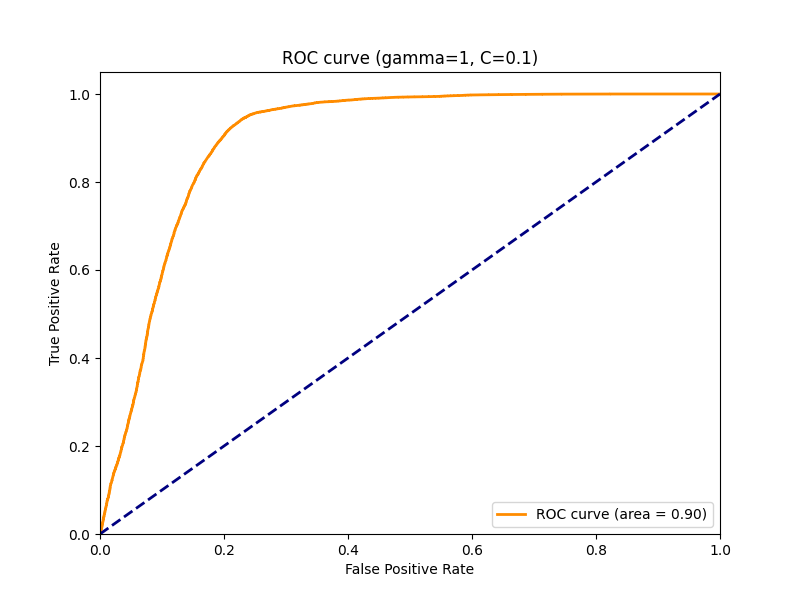 ROC curve (gamma=1, C=0.1)
True Positive Rate
1.0
0.8
0.6
0.4
0.2
0.0
ROC curve (area = 0.90)
0.0 0.2 0.4 0.6 0.8 1.0
False Positive Rate